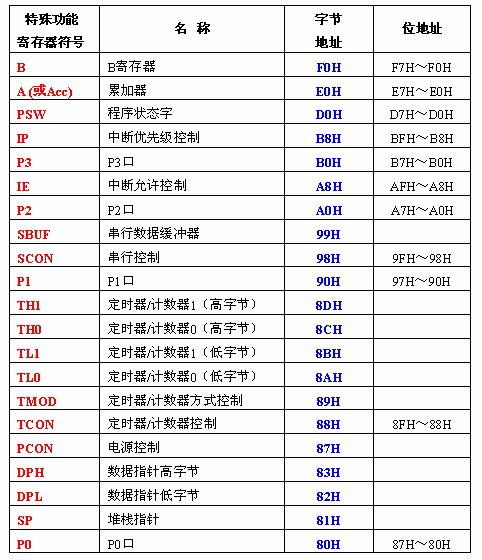 特殊功能 寄存器符号 名 称 字节 地址 位地址
B B寄存器 F0H F7H～F0H
A (或Acc) 累加器 E0H E7H～E0H
PSW 程序状态字 D0H D7H～D0H
IP 中断优先级控制 B8H BFH～B8H
P3 P3口 B0H B7H～B0H
IE 中断允许控制 A8H AFH～A8H
P2 P2口 A0H A7H～A0H
SBUF 串行数据缓冲器 99H
SCON 串行控制 98H 9FH～98H
P1 P1口 90H 97H～90H
TH1 定时器/计数器1（高字节） 8DH
TH0 定时器/计数器0（高字节） 8CH
TL1 定时器/计数器1（低字节） 8BH
TL0 定时器/计数器0（低字节） 8AH
TMOD 定时器/计数器方式控制 89H
TCON 定时器/计数器控制 88H 8FH～88H
PCON 电源控制 87H
DPH 数据指针高字节 83H
DPL 数据指针低字节 82H
SP 堆栈指针 81H
P0 P0口 80H 87H～80H